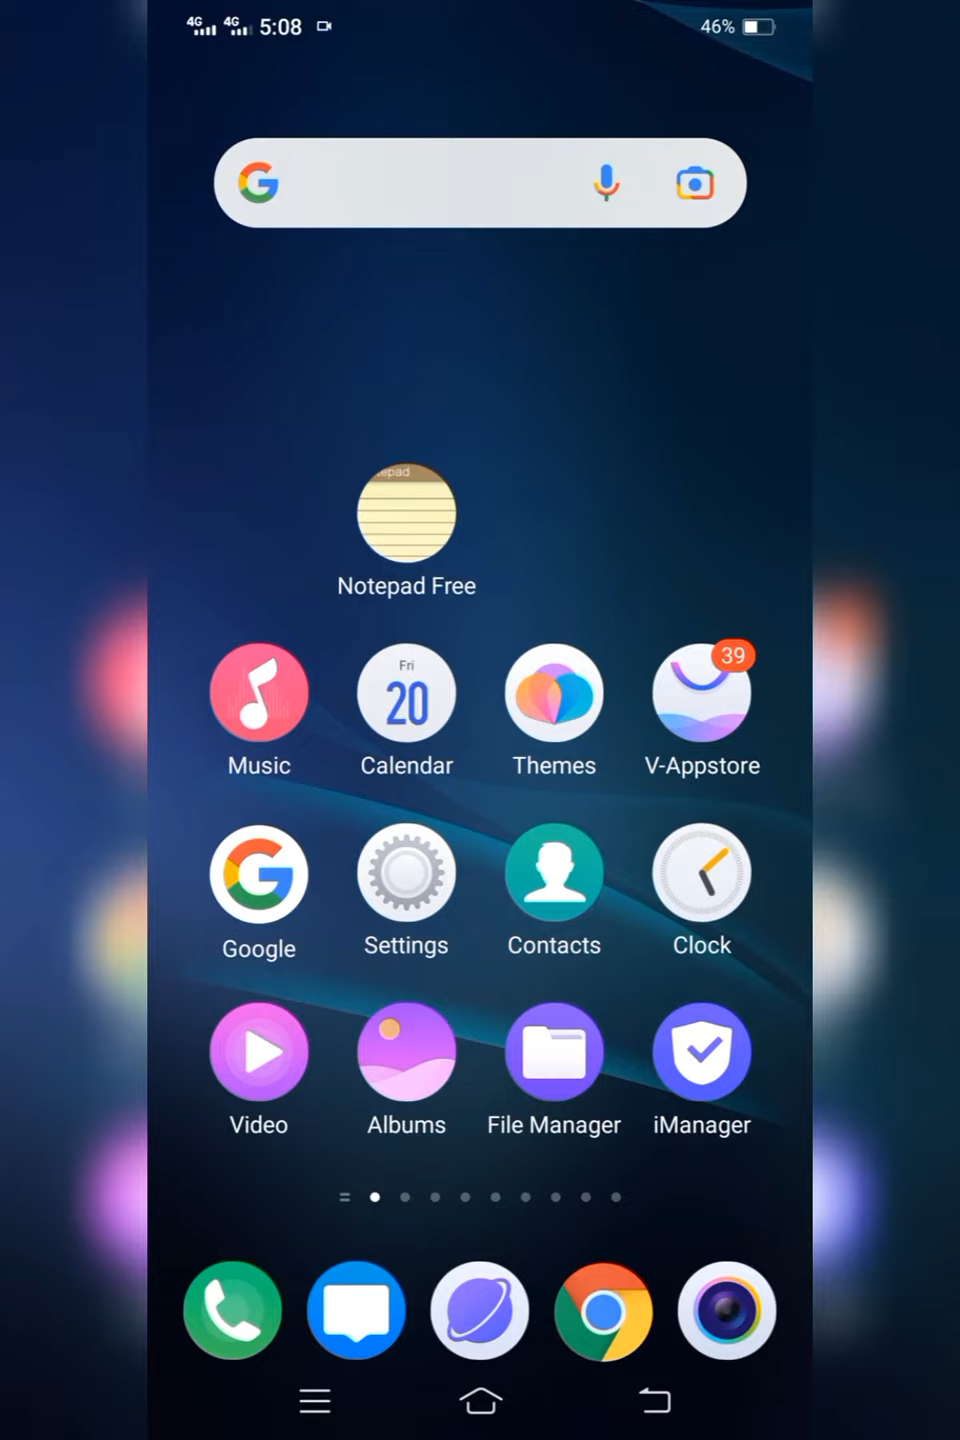 4G 4G 5:08 46%
epad
Notepad Free
Fri
20
39
Music Calendar Themes V-Appstore
Google Settings Contacts Clock
Video Albums File Manager iManager